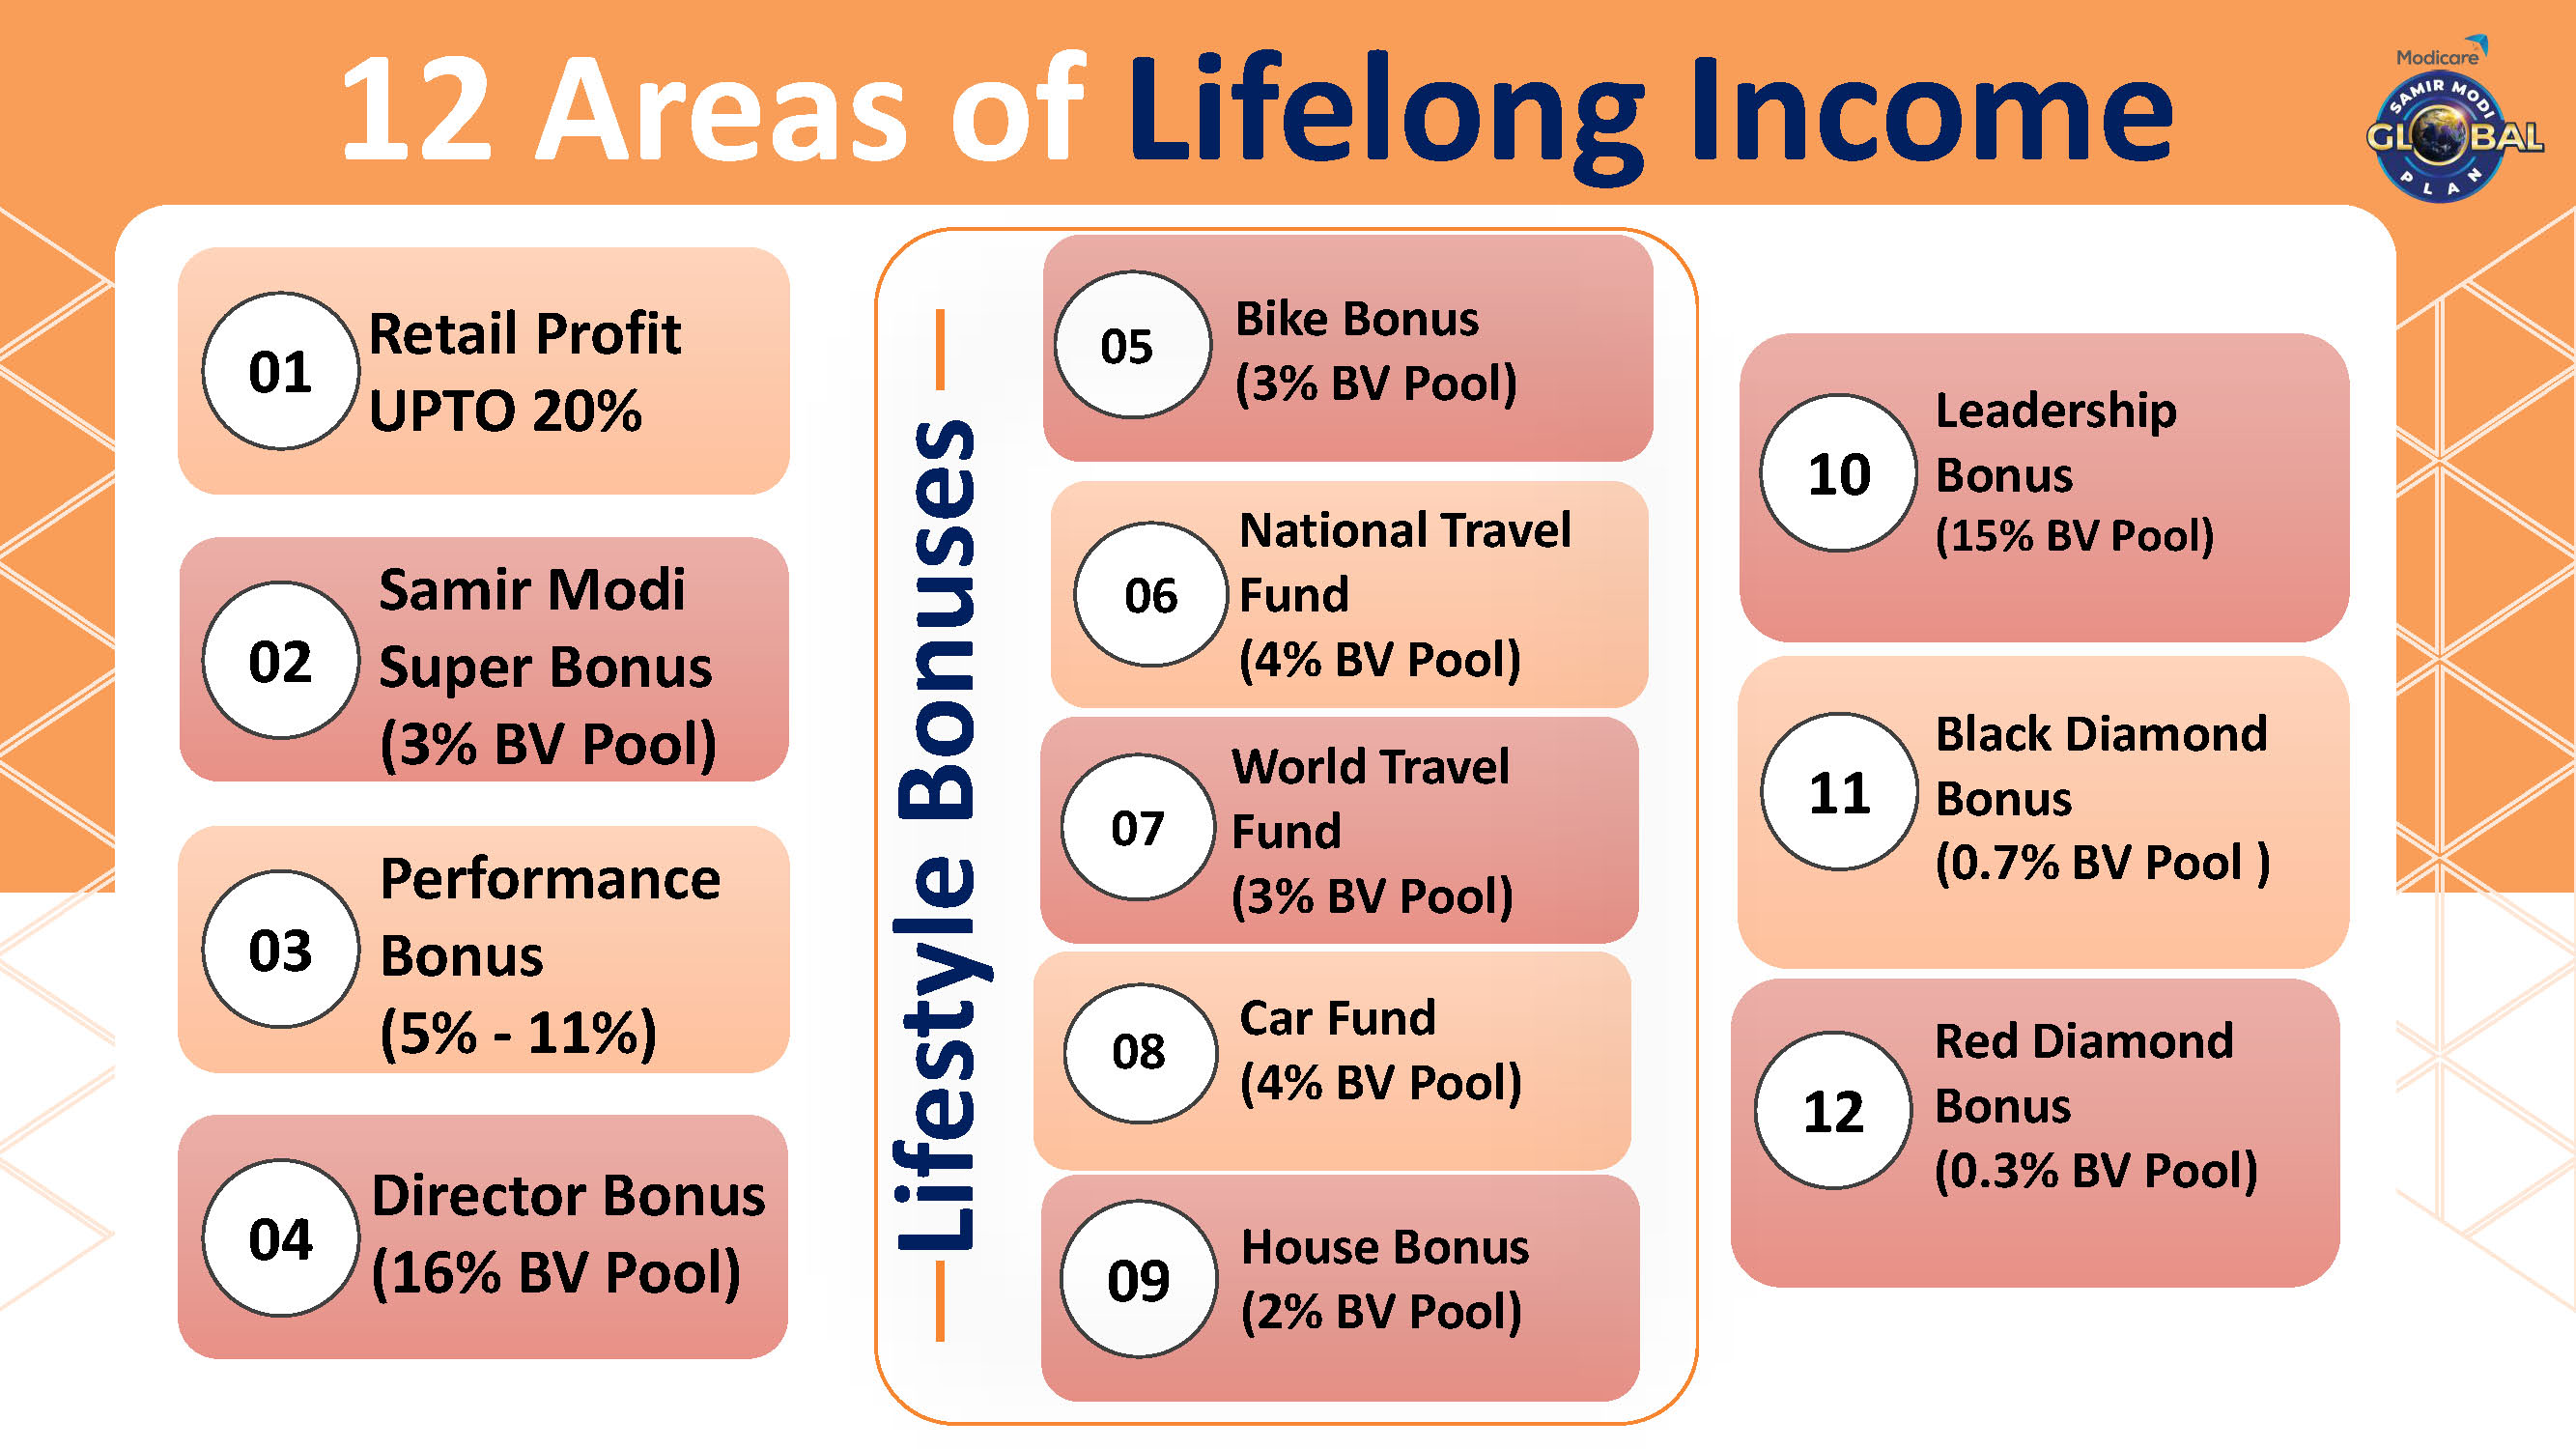 12 Areas of Lifelong Income
Modicare
SAMIR MODI
GLOBAL
PLAN
01
Retail Profit
UPTO 20%
02
Samir Modi
Super Bonus
(3% BV Pool)
03
Performance
Bonus
(5% - 11%)
04
Director Bonus
(16% BV Pool)
Lifestyle Bonuses
05
Bike Bonus
(3% BV Pool)
06
National Travel
Fund
(4% BV Pool)
07
World Travel
Fund
(3% BV Pool)
08
Car Fund
(4% BV Pool)
09
House Bonus
(2% BV Pool)
10
Leadership
Bonus
(15% BV Pool)
11
Black Diamond
Bonus
(0.7% BV Pool )
12
Red Diamond
Bonus
(0.3% BV Pool)